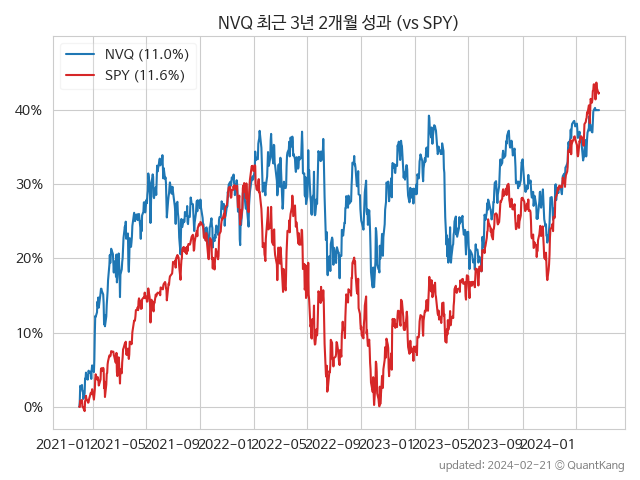 NVQ 최근 3년 2개월 성과 (vs SPY)
NVQ (11.0%)
SPY (11.6%)
40%
30%
20%
10%
0%
2021-01 2021-05 2021-09 2022-01 2022-05 2022-09 2023-01 2023-05 2023-09 2024-01
updated: 2024-02-21 © QuantKang